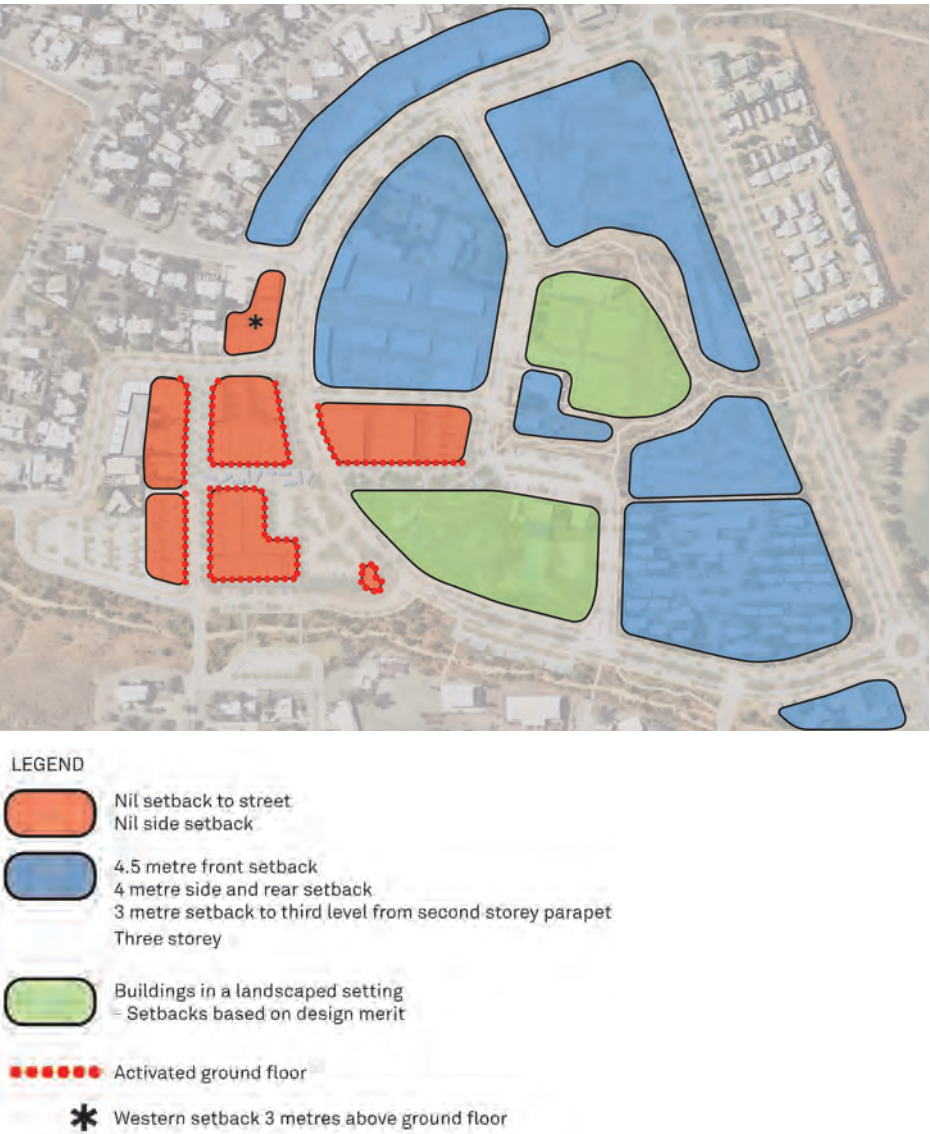 LEGEND
Nil setback to street
Nil side setback
4.5 metre front setback
4 metre side and rear setback
3 metre setback to third level from second storey parapet
Three storey
Buildings in a landscaped setting
- Setbacks based on design merit
Activated ground floor
Western setback 3 metres above ground floor